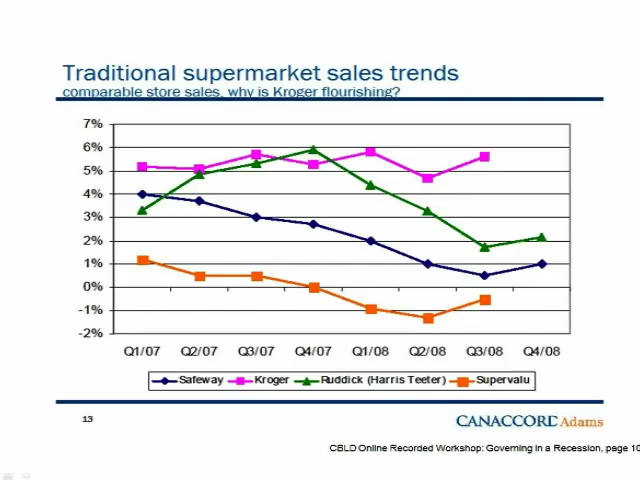 Traditional supermarket sales trends
comparable store sales, why is Kroger flourishing?
7%
6%
5%
4%
3%
2%
1%
0%
-1%
-2%
Q1/07 Q2/07 Q3/07 Q4/07 Q1/08 Q2/08 Q3/08 Q4/08
Safeway Kroger Ruddick (Harris Teeter) Supervalu
13
CANACCORD Adams
CBLD Online Recorded Workshop: Governing in a Recession, page 10